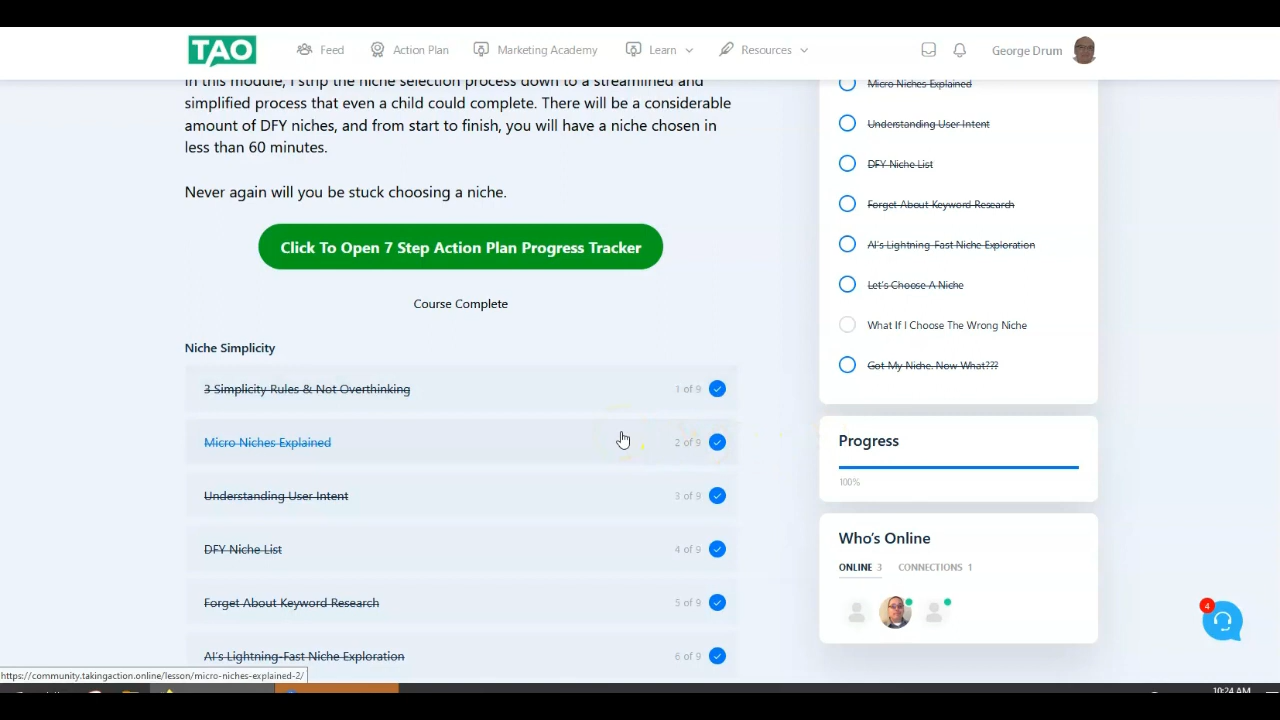 TAO
Feed
Action Plan
Marketing Academy
Learn
Resources
George Drum
in this module, I strip the niche selection process down to a streamlined and
simplified process that even a child could complete. There will be a considerable
amount of DFY niches, and from start to finish, you will have a niche chosen in
less than 60 minutes.
Never again will you be stuck choosing a niche.
Click To Open 7 Step Action Plan Progress Tracker
Course Complete
Niche Simplicity
3 Simplicity Rules & Not Overthinking
1 of 9
Micro Niches Explained
2 of 9
Understanding User Intent
3 of 9
DFY Niche List
4 of 9
Forget About Keyword Research
5 of 9
AI's Lightning-Fast Niche Exploration
6 of 9
Micro Niches Explained
Understanding User Intent
DFY Niche List
Forget About Keyword Research
AI's Lightning-Fast Niche Exploration
Let's Choose A Niche
What If I Choose The Wrong Niche
Got My Niche. Now What???
Progress
100%
Who's Online
ONLINE 3
CONNECTIONS 1
4
https://community.takingaction.online/lesson/micro-niches-explained-2/
10:24 AM